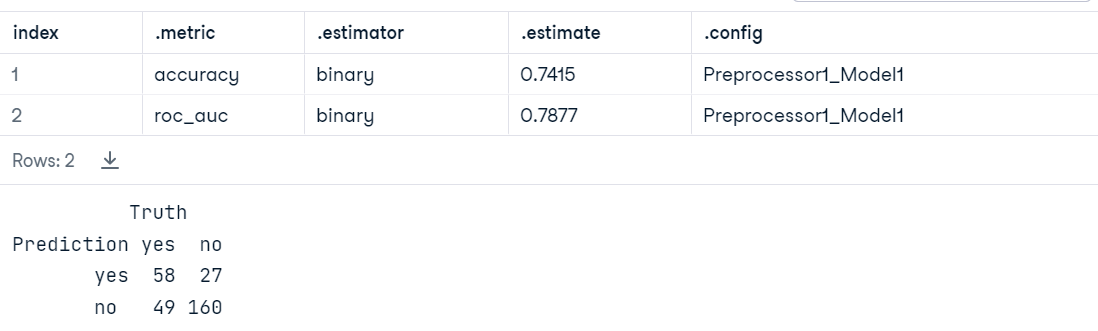 index .metric .estimator .estimate .config
1 accuracy binary 0.7415 Preprocessor1_Model1
2 roc_auc binary 0.7877 Preprocessor1_Model1
Rows: 2
Truth
Prediction yes no
yes 58 27
no 49 160